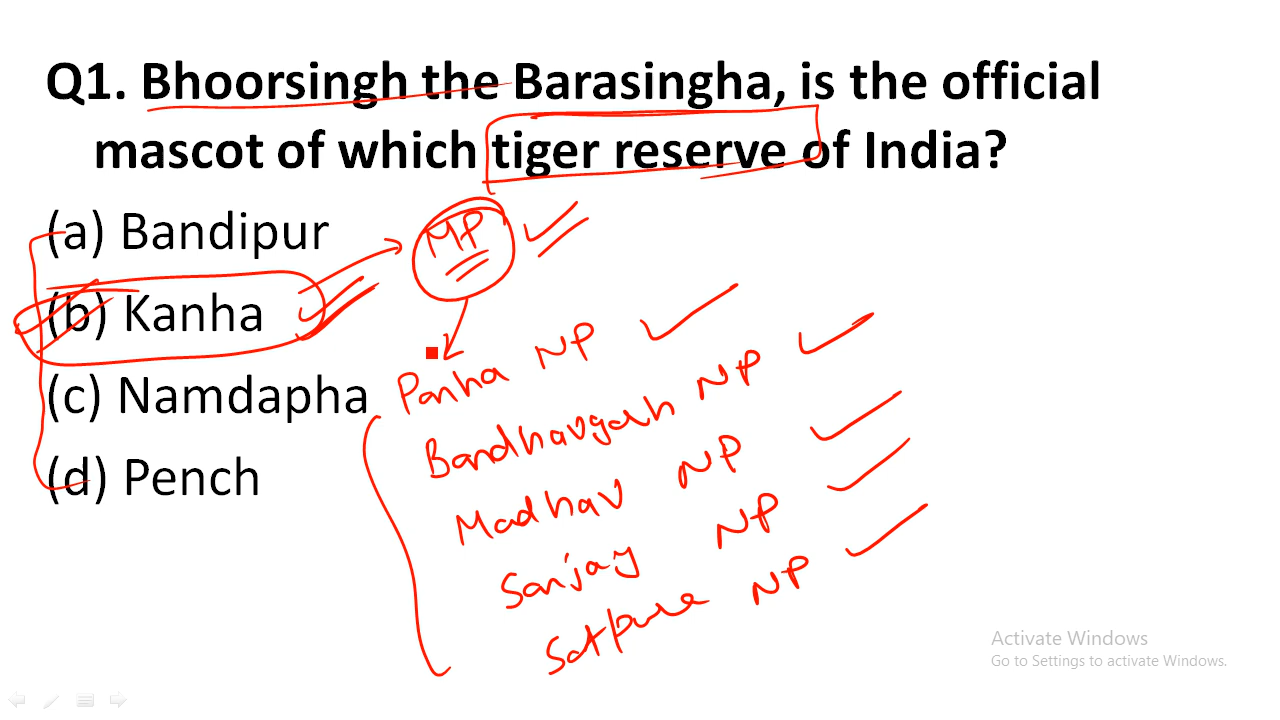 Q1. Bhoorsingh the Barasingha, is the official
mascot of which tiger reserve of India?
(a) Bandipur
MP
(b) Kanha
Panha NP
(c) Namdapha
Bandhavgarh NP
(d) Pench
Madhav NP
Sanjay NP
Satpura NP
Activate Windows
Go to Settings to activate Windows.